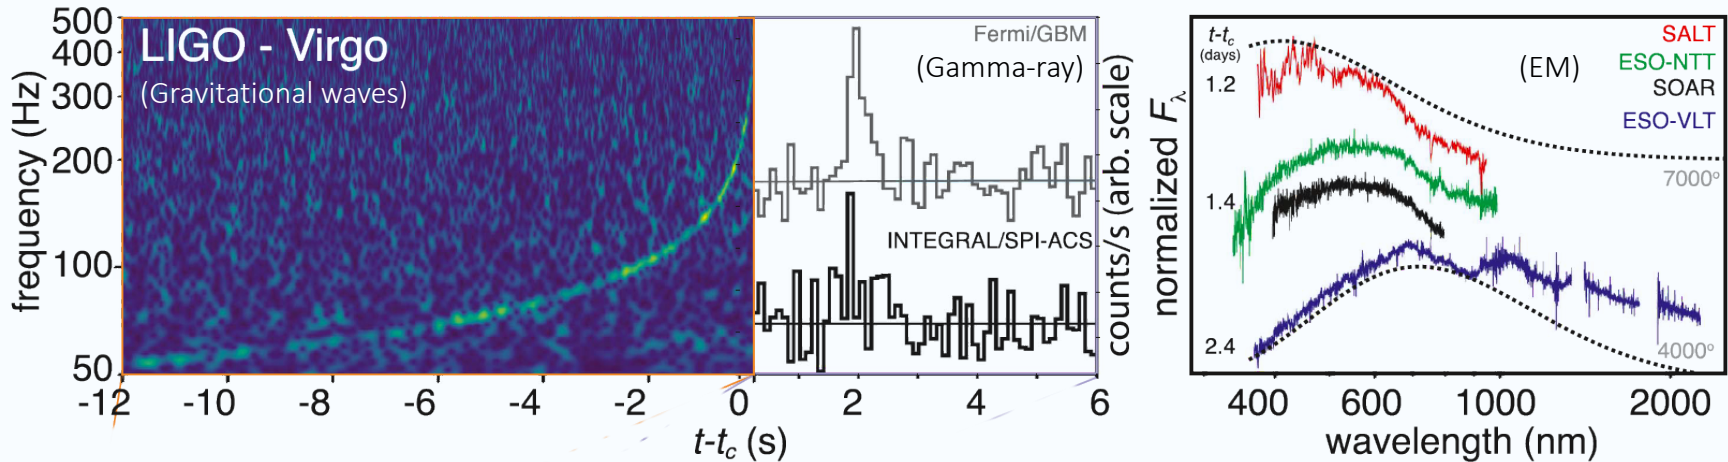 500
400
300
200
100
50
frequency (Hz)
LIGO - Virgo
(Gravitational waves)
-12 -10 -8 -6 -4 -2 0 2 4 6
t-tc (s)
Fermi/GBM
(Gamma-ray)
INTEGRAL/SPI-ACS
counts/s (arb. scale)
normalized Fλ
t-tc
(days)
1.2
1.4
2.4
(EM)
SALT
ESO-NTT
SOAR
ESO-VLT
7000º
4000º
400 600 1000 2000
wavelength (nm)